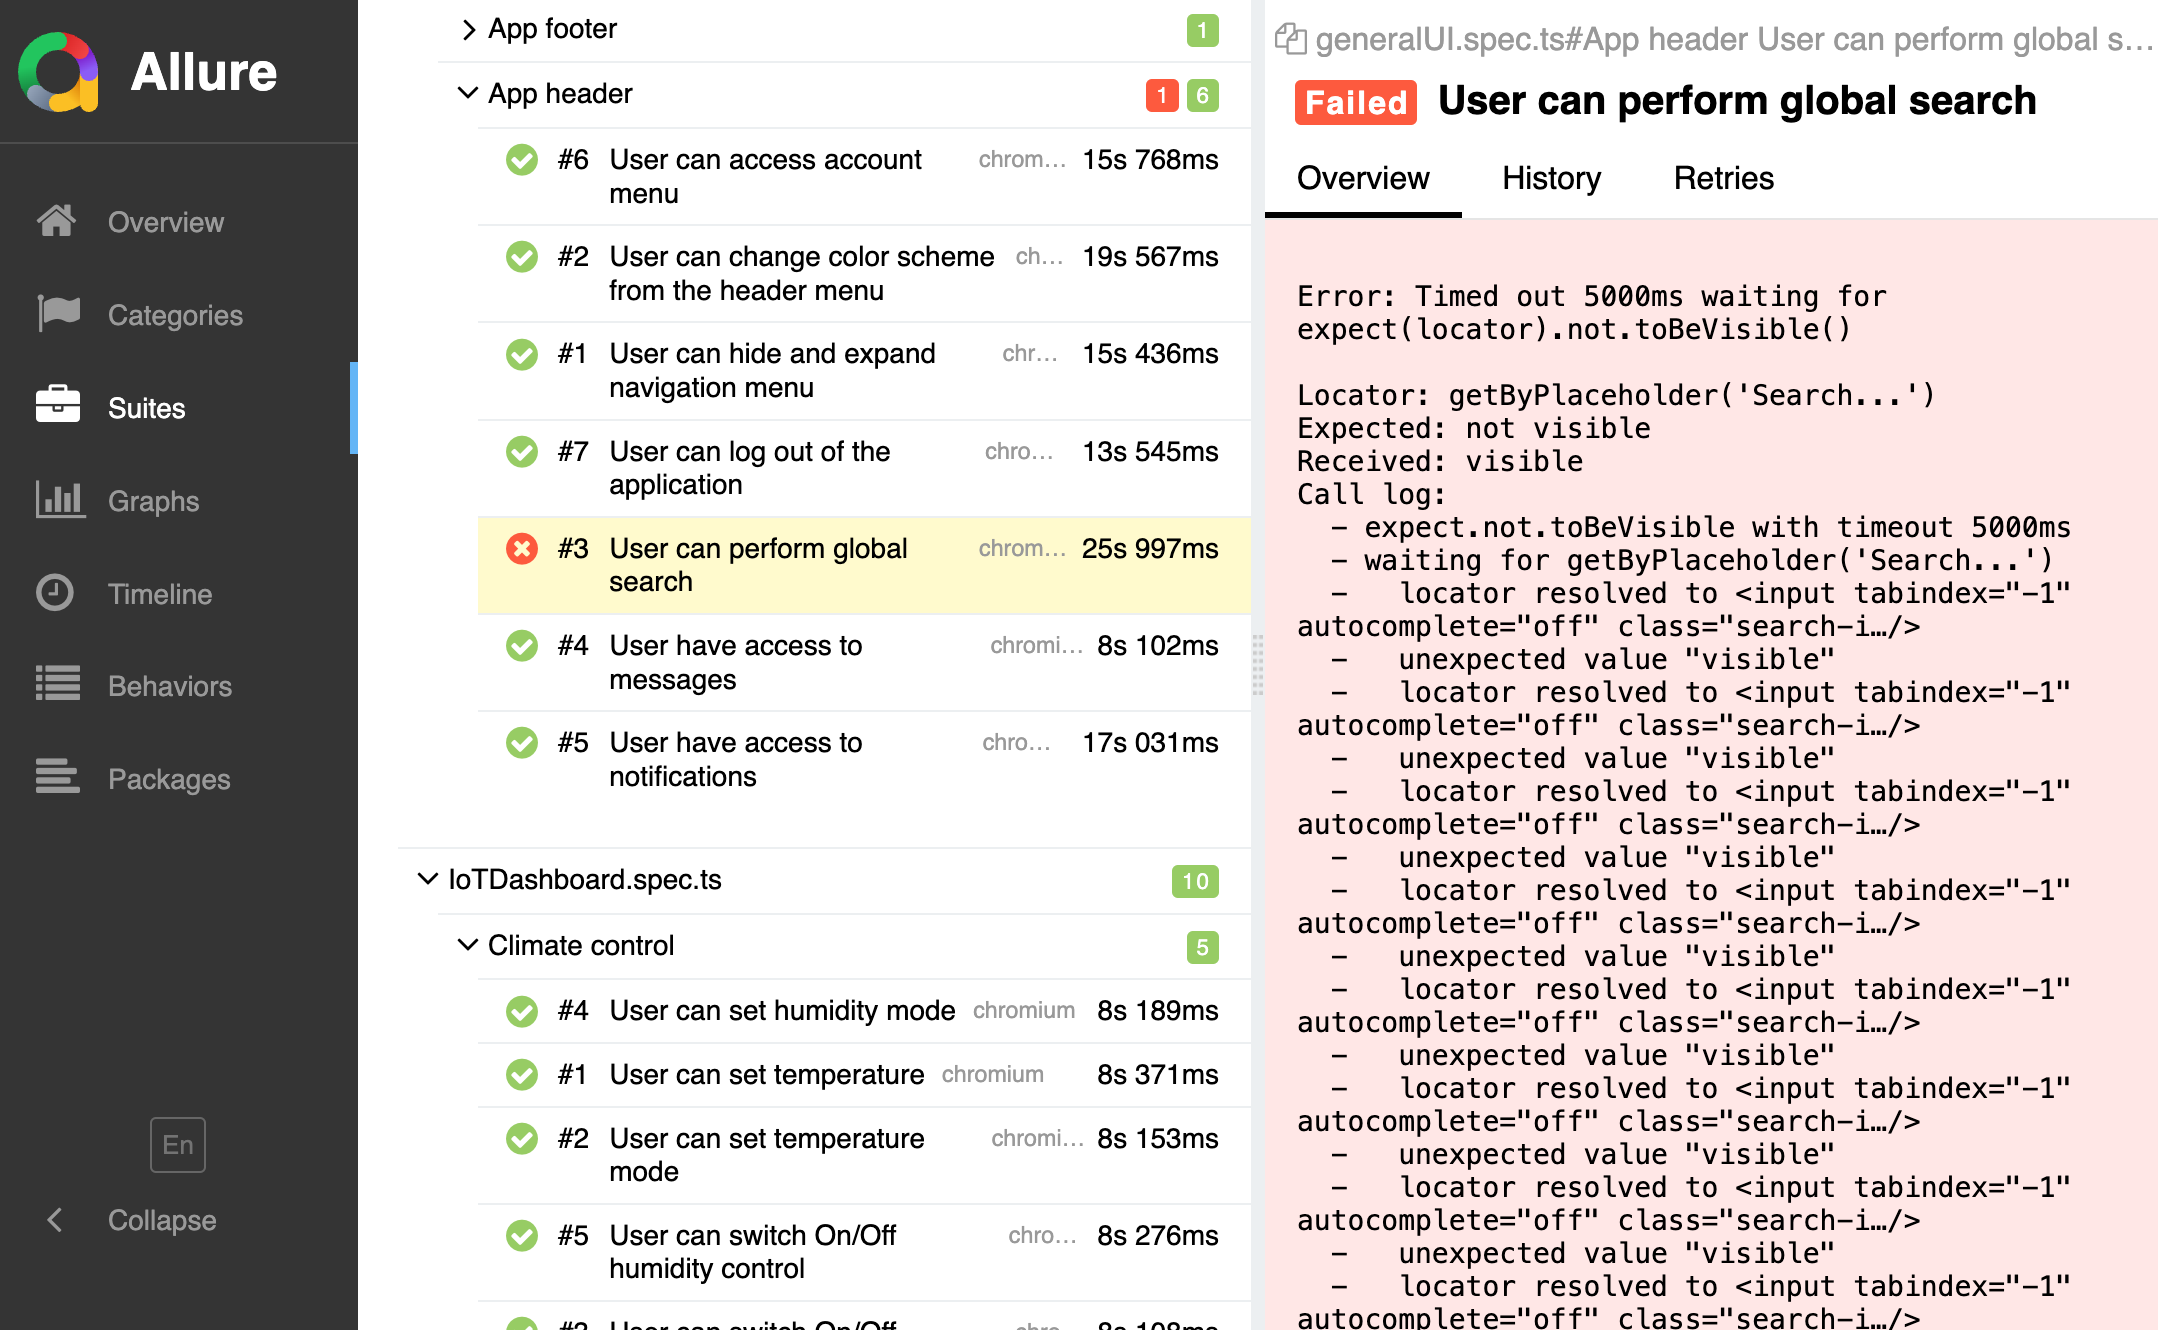 Allure
Overview
Categories
Suites
Graphs
Timeline
Behaviors
Packages
En
Collapse
App footer 1
App header 1 6
#6 User can access account chrom… 15s 768ms
menu
#2 User can change color scheme ch… 19s 567ms
from the header menu
#1 User can hide and expand chr… 15s 436ms
navigation menu
#7 User can log out of the chro… 13s 545ms
application
#3 User can perform global chrom… 25s 997ms
search
#4 User have access to chromi… 8s 102ms
messages
#5 User have access to chro… 17s 031ms
notifications
IoTDashboard.spec.ts 10
Climate control 5
#4 User can set humidity mode chromium 8s 189ms
#1 User can set temperature chromium 8s 371ms
#2 User can set temperature chromi… 8s 153ms
mode
#5 User can switch On/Off chro… 8s 276ms
humidity control
#3 User can switch On/Off chro… 8s 108ms
generalUI.spec.ts#App header User can perform global s…
Failed User can perform global search
Overview History Retries
Error: Timed out 5000ms waiting for
expect(locator).not.toBeVisible()
Locator: getByPlaceholder('Search...')
Expected: not visible
Received: visible
Call log:
- expect.not.toBeVisible with timeout 5000ms
- waiting for getByPlaceholder('Search...')
- locator resolved to <input tabindex="-1"
autocomplete="off" class="search-i…/>
- unexpected value "visible"
- locator resolved to <input tabindex="-1"
autocomplete="off" class="search-i…/>
- unexpected value "visible"
- locator resolved to <input tabindex="-1"
autocomplete="off" class="search-i…/>
- unexpected value "visible"
- locator resolved to <input tabindex="-1"
autocomplete="off" class="search-i…/>
- unexpected value "visible"
- locator resolved to <input tabindex="-1"
autocomplete="off" class="search-i…/>
- unexpected value "visible"
- locator resolved to <input tabindex="-1"
autocomplete="off" class="search-i…/>
- unexpected value "visible"
- locator resolved to <input tabindex="-1"
autocomplete="off" class="search-i…/>
- unexpected value "visible"
- locator resolved to <input tabindex="-1"
autocomplete="off" class="search-i…/>